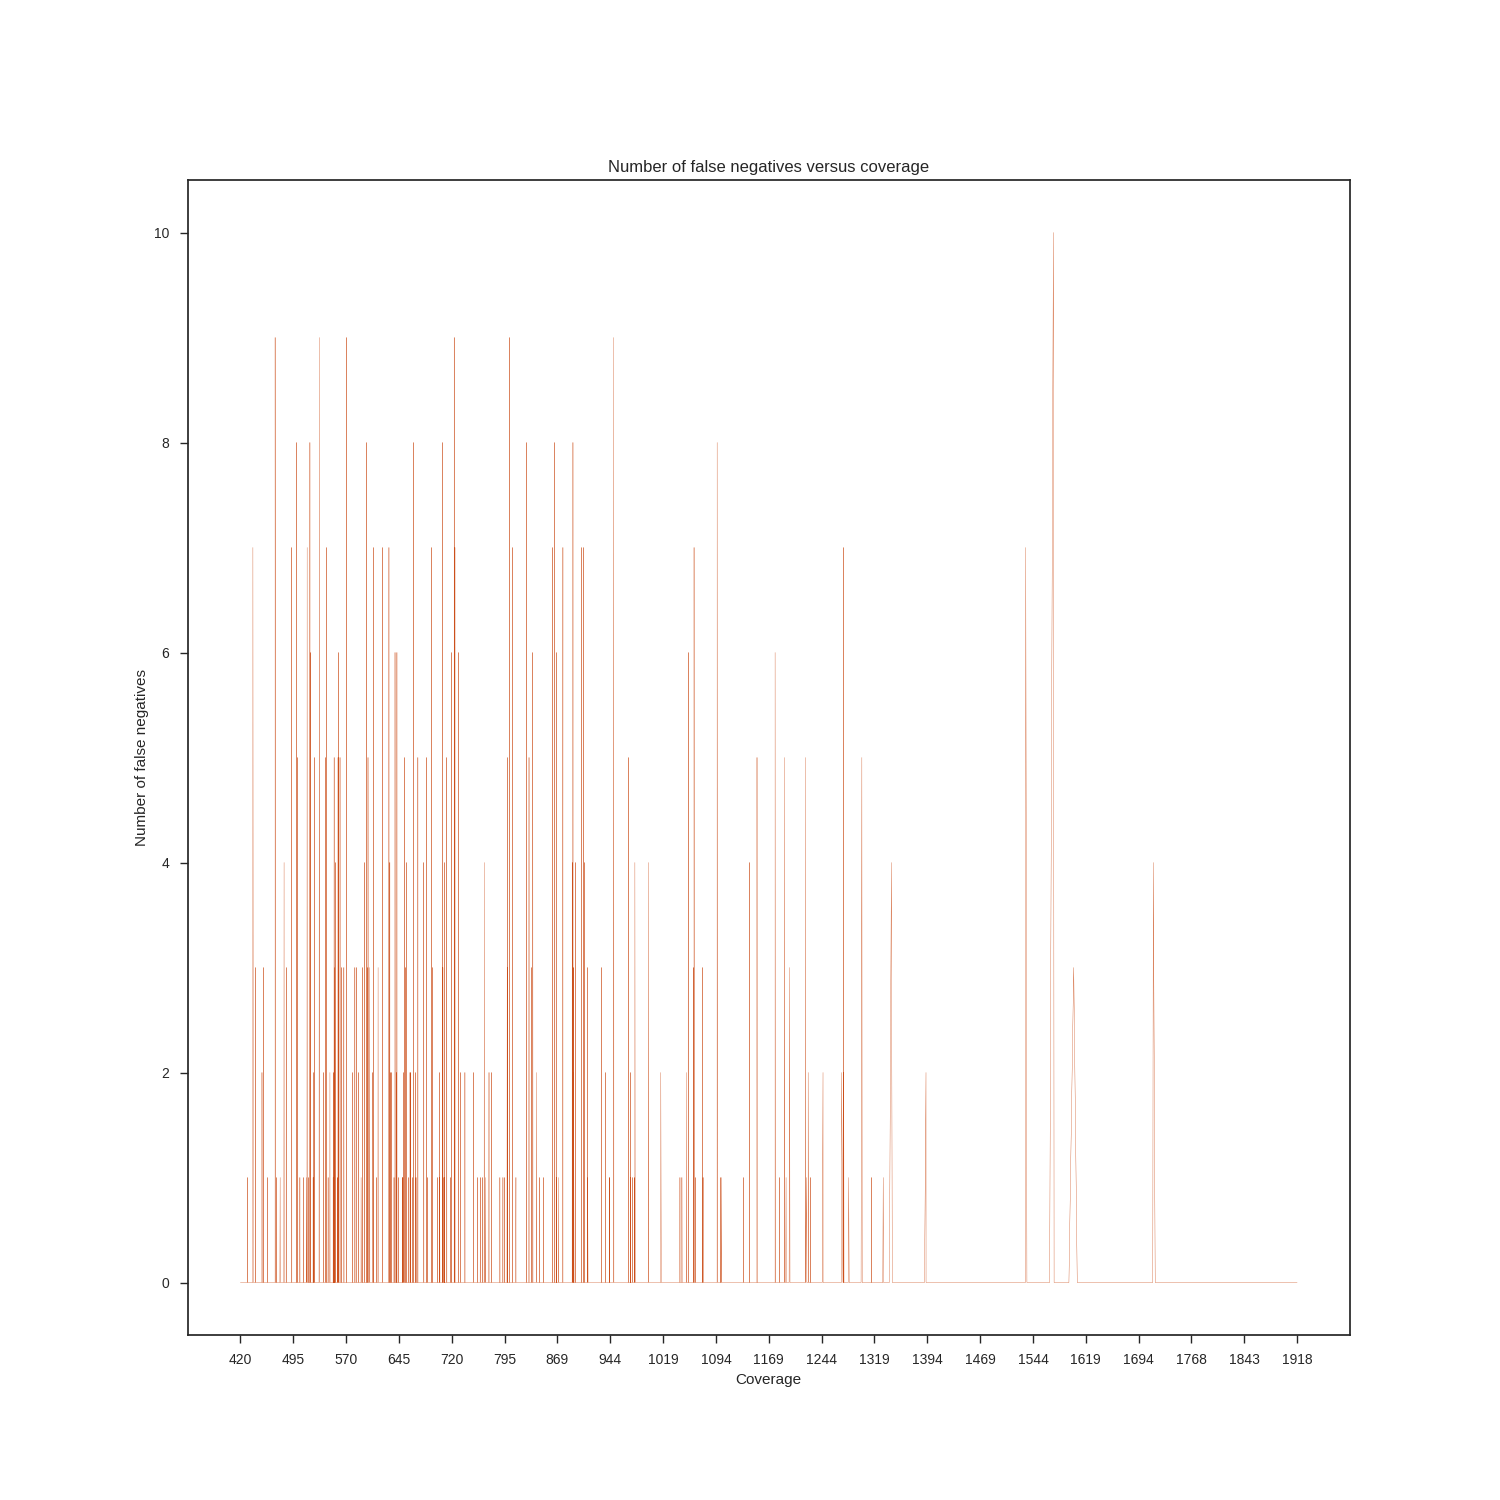 Number of false negatives versus coverage
10
8
6
4
2
0
Number of false negatives
420 495 570 645 720 795 869 944 1019 1094 1169 1244 1319 1394 1469 1544 1619 1694 1768 1843 1918
Coverage